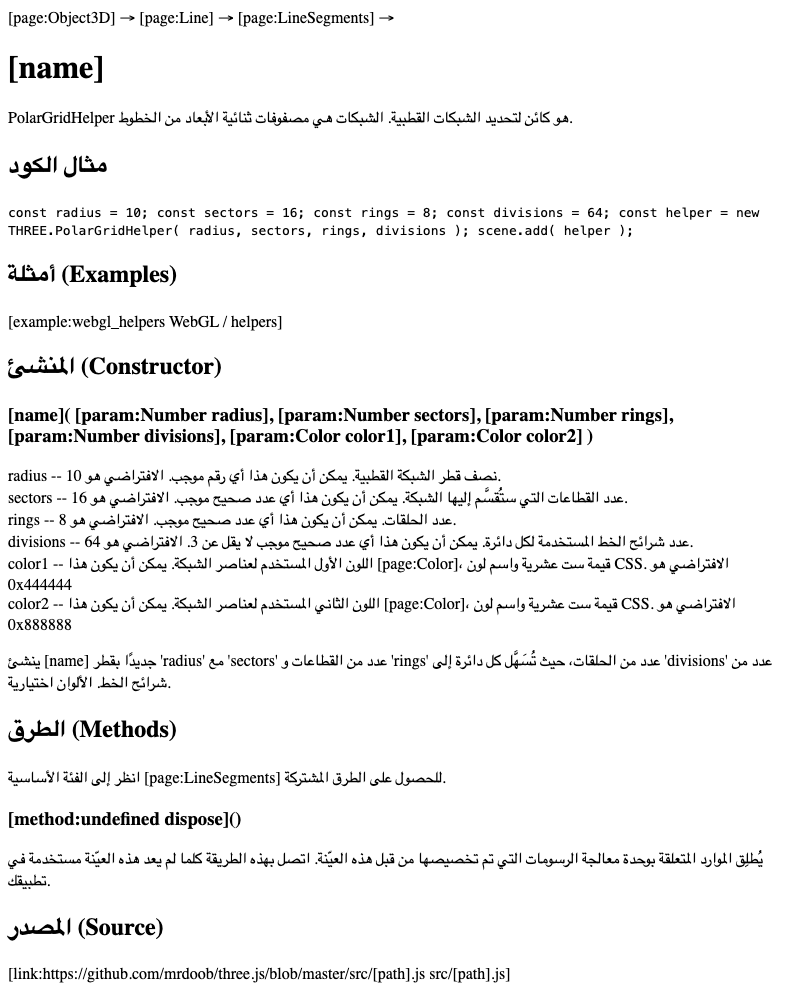 [page:Object3D] → [page:Line] → [page:LineSegments] →
[name]
PolarGridHelper هو كائن لتحديد الشبكات القطبية. الشبكات هي مصفوفات ثنائية الأبعاد من الخطوط.
مثال الكود
const radius = 10; const sectors = 16; const rings = 8; const divisions = 64; const helper = new
THREE.PolarGridHelper( radius, sectors, rings, divisions ); scene.add( helper );
أمثلة (Examples)
[example:webgl_helpers WebGL / helpers]
المنشئ (Constructor)
[name]( [param:Number radius], [param:Number sectors], [param:Number rings],
[param:Number divisions], [param:Color color1], [param:Color color2] )
radius -- نصف قطر الشبكة القطبية. يمكن أن يكون هذا أي رقم موجب. الافتراضي هو 10.
sectors -- عدد القطاعات التي ستُقسَّم إليها الشبكة. يمكن أن يكون هذا أي عدد صحيح موجب. الافتراضي هو 16.
rings -- عدد الحلقات. يمكن أن يكون هذا أي عدد صحيح موجب. الافتراضي هو 8.
divisions -- عدد شرائح الخط المستخدمة لكل دائرة. يمكن أن يكون هذا أي عدد صحيح موجب لا يقل عن 3. الافتراضي هو 64.
color1 -- اللون الأول المستخدم لعناصر الشبكة. يمكن أن يكون هذا [page:Color]، قيمة ست عشرية واسم لون CSS. الافتراضي هو
0x444444
color2 -- اللون الثاني المستخدم لعناصر الشبكة. يمكن أن يكون هذا [page:Color]، قيمة ست عشرية واسم لون CSS. الافتراضي هو
0x888888
ينشئ [name] جديدًا بقطر 'radius' مع 'sectors' عدد من القطاعات و 'rings' عدد من الحلقات، حيث تُسَهَّل كل دائرة إلى 'divisions' عدد من
شرائح الخط. الألوان اختيارية.
الطرق (Methods)
انظر إلى الفئة الأساسية [page:LineSegments] للحصول على الطرق المشتركة.
[method:undefined dispose]()
يُطلِق الموارد المتعلقة بوحدة معالجة الرسومات التي تم تخصيصها من قبل هذه العيّنة. اتصل بهذه الطريقة كلما لم يعد هذه العيّنة مستخدمة في
تطبيقك.
المصدر (Source)
[link:https://github.com/mrdoob/three.js/blob/master/src/[path].js src/[path].js]